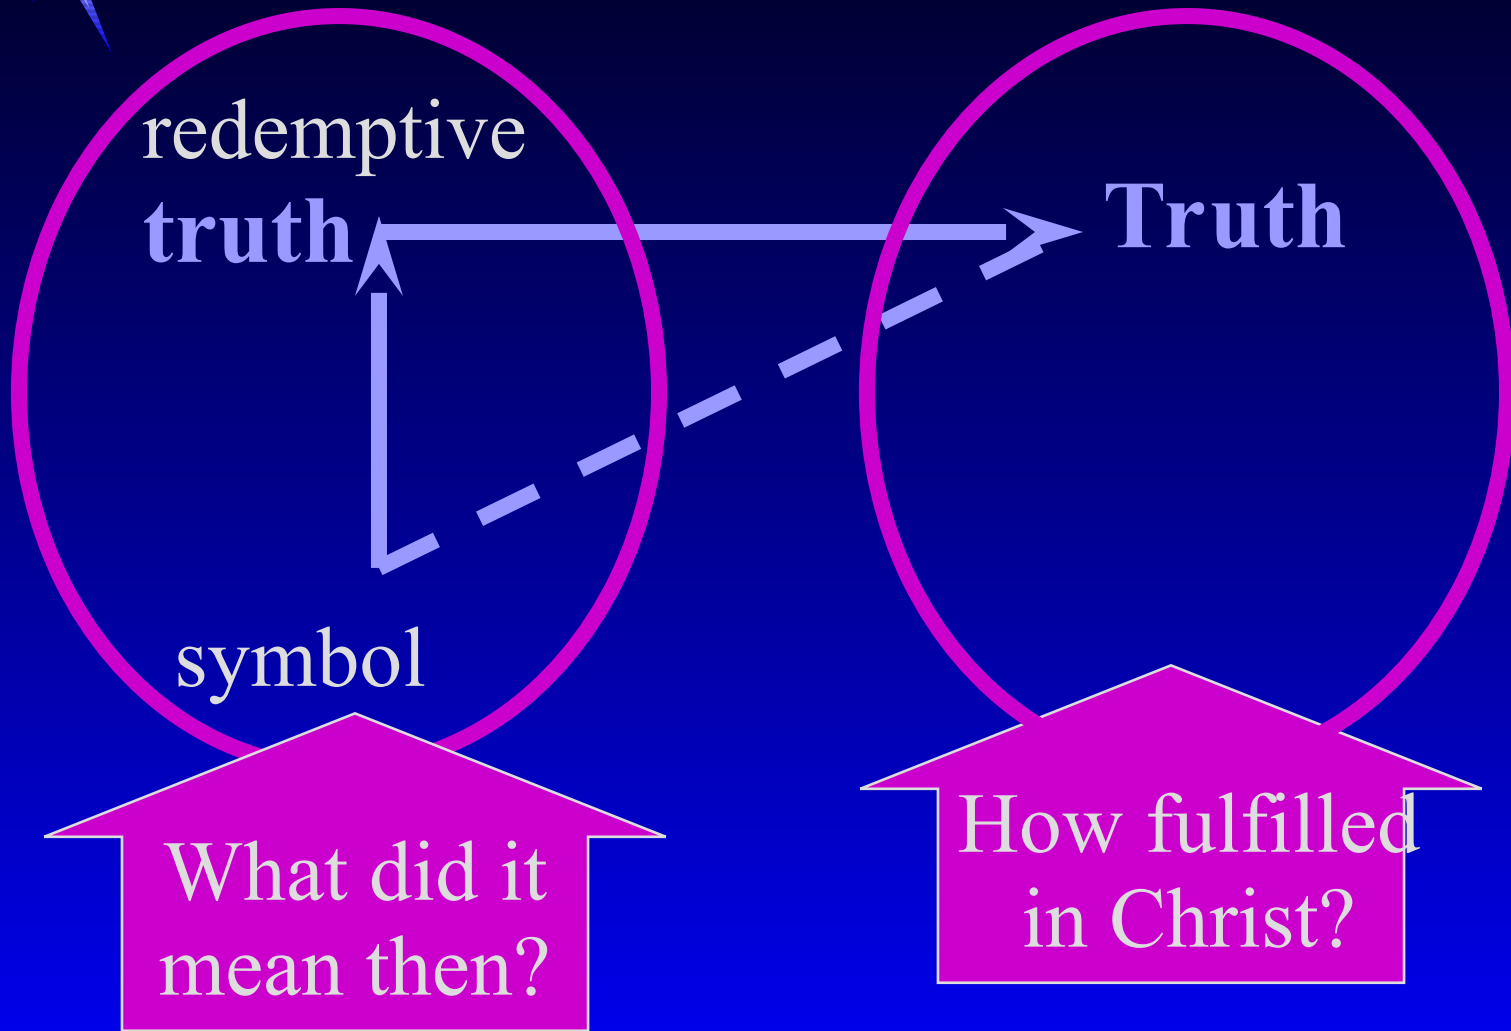 redemptive
truth
Truth
symbol
What did it
mean then?
How fulfilled
in Christ?